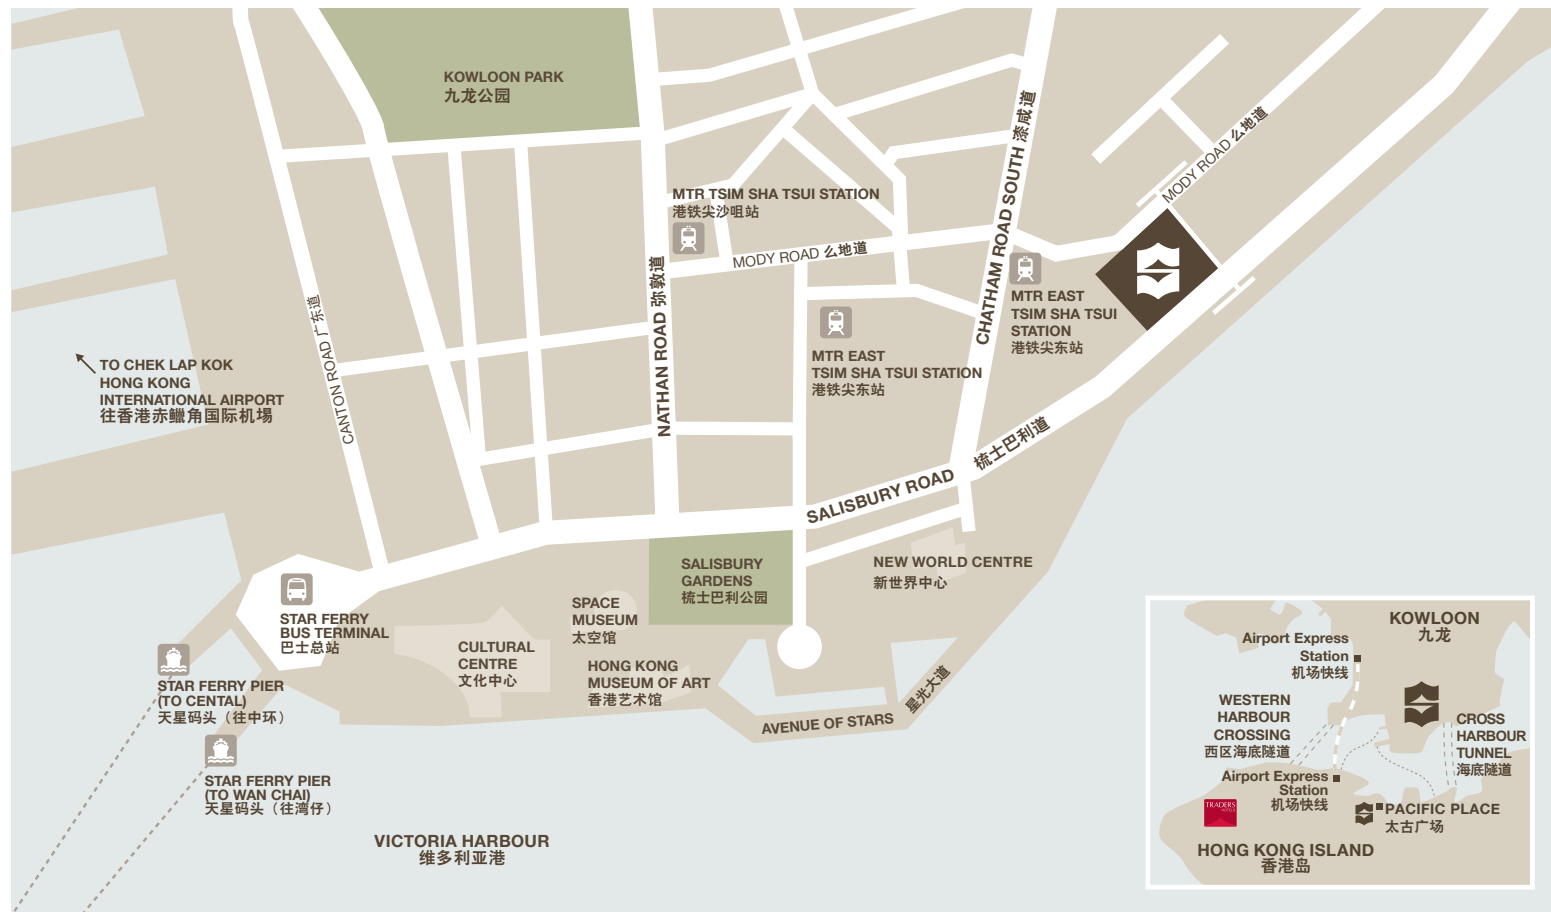 KOWLOON PARK
九龙公园
CHATHAM ROAD SOUTH 漆咸道
MODY ROAD 么地道
MTR TSIM SHA TSUI STATION
港铁尖沙咀站
MODY ROAD 么地道
NATHAN ROAD 弥敦道
CANTON ROAD 广东道
MTR EAST
TSIM SHA TSUI
STATION
港铁尖东站
MTR EAST
TSIM SHA TSUI STATION
港铁尖东站
TO CHEK LAP KOK
HONG KONG
INTERNATIONAL AIRPORT
往香港赤鱲角国际机场
SALISBURY ROAD 梳士巴利道
NEW WORLD CENTRE
新世界中心
SALISBURY
GARDENS
梳士巴利公园
SPACE
MUSEUM
太空馆
STAR FERRY
BUS TERMINAL
巴士总站
CULTURAL
CENTRE
文化中心
HONG KONG
MUSEUM OF ART
香港艺术馆
STAR FERRY PIER
(TO CENTAL)
天星码头（往中环）
AVENUE OF STARS 星光大道
STAR FERRY PIER
(TO WAN CHAI)
天星码头（往湾仔）
VICTORIA HARBOUR
维多利亚港
KOWLOON
九龙
Airport Express
Station
机场快线
WESTERN
HARBOUR
CROSSING
西区海底隧道
CROSS
HARBOUR
TUNNEL
海底隧道
Airport Express
Station
机场快线
TRADERS
PACIFIC PLACE
太古广场
HONG KONG ISLAND
香港岛